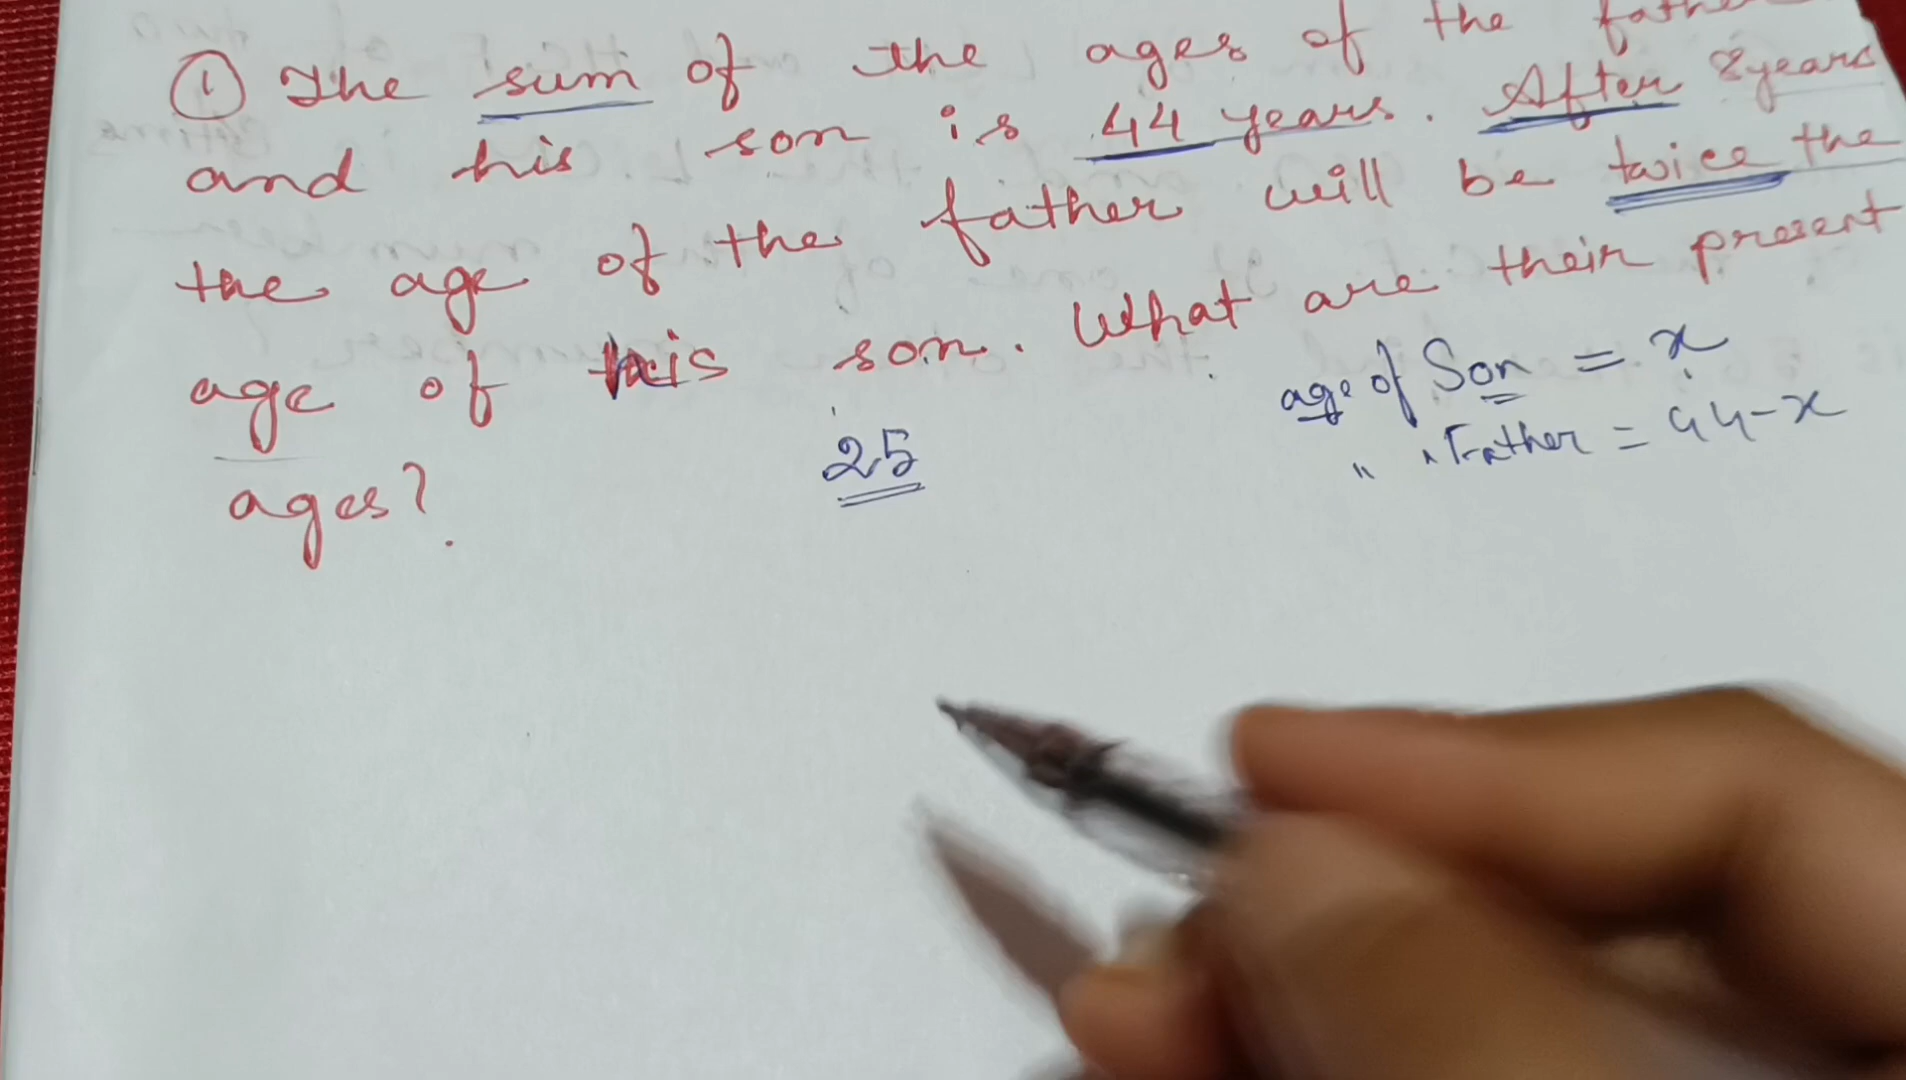 ① The sum of the ages of the father
and his son is 44 years. After 8 years
the age of the father will be twice the
age of his son. What are their present
ages?
25
age of Son = x
" " Father = 44-x